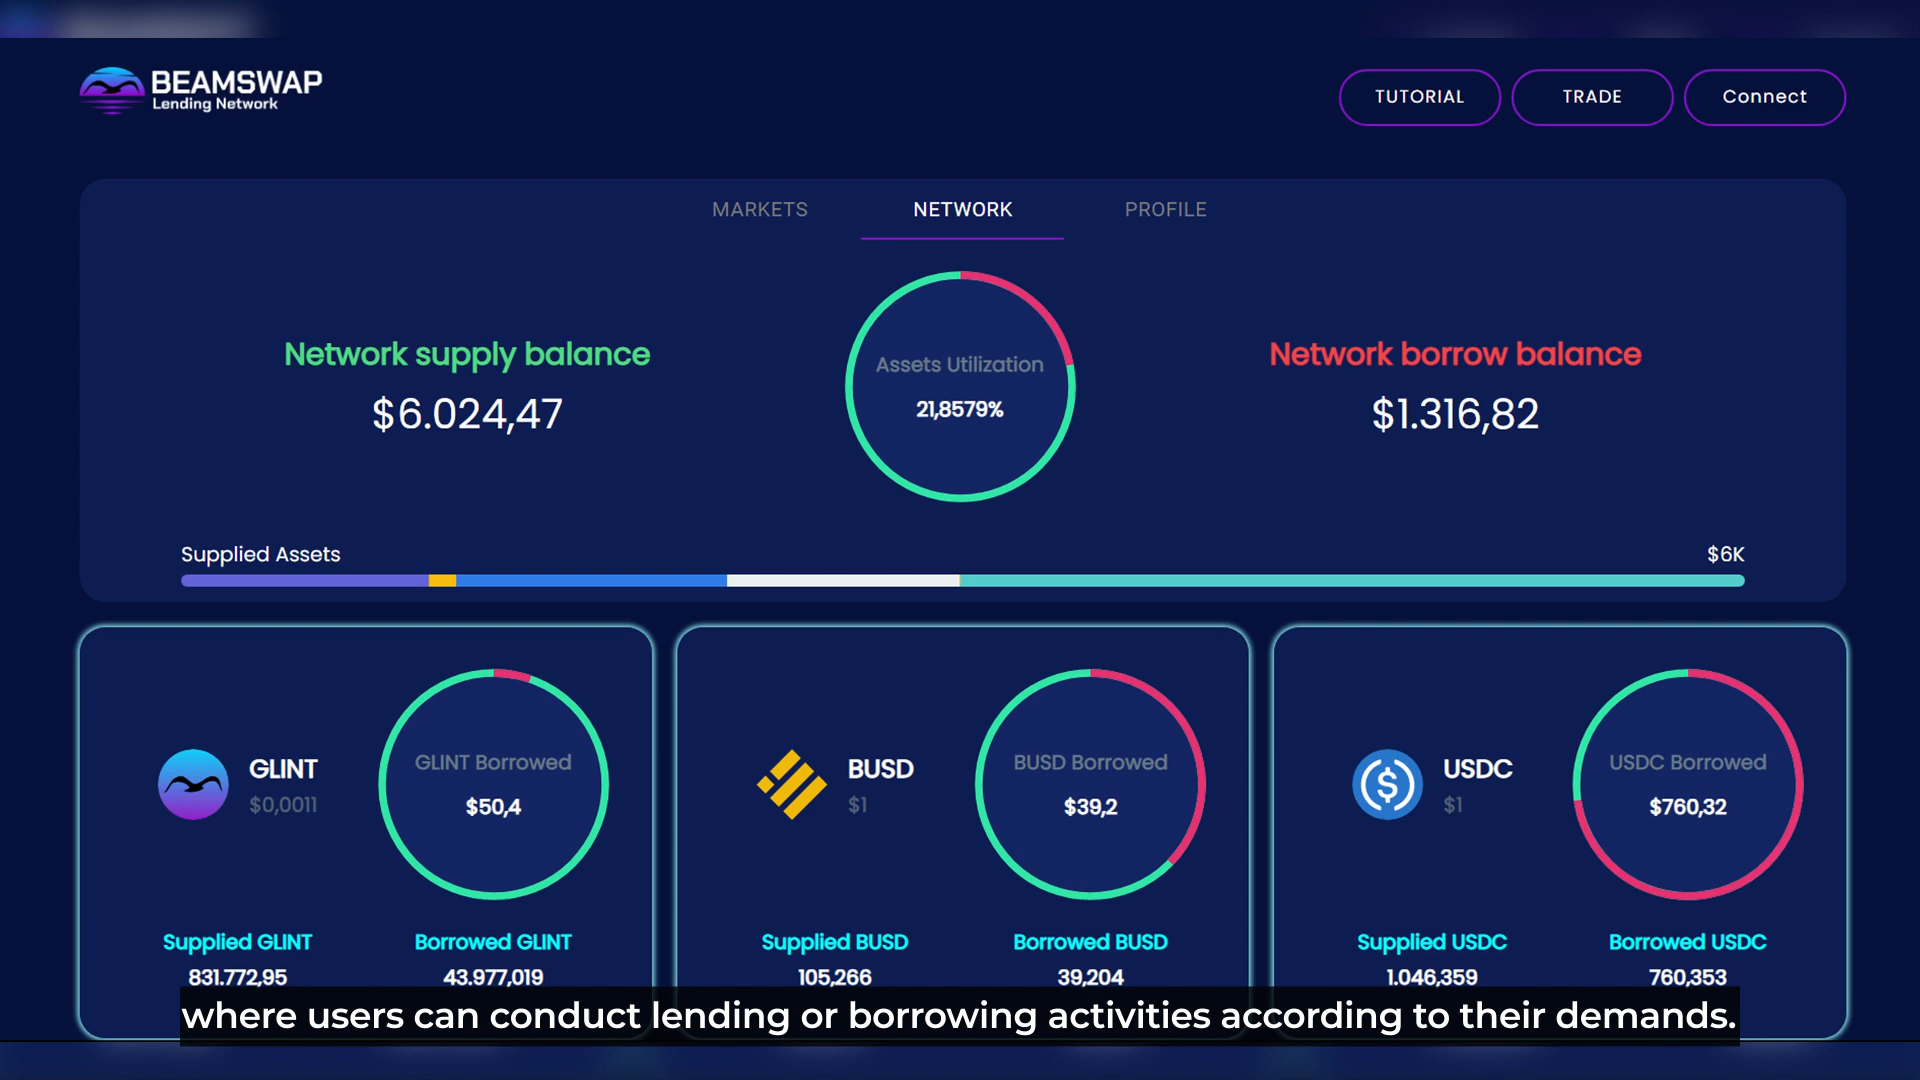 BEAMSWAP
Lending Network
TUTORIAL
TRADE
Connect
MARKETS
NETWORK
PROFILE
Network supply balance
$6.024,47
Assets Utilization
21,8579%
Network borrow balance
$1.316,82
Supplied Assets
$6K
GLINT
$0,0011
GLINT Borrowed
$50,4
Supplied GLINT
831.772,95
Borrowed GLINT
43.977,019
BUSD
$1
BUSD Borrowed
$39,2
Supplied BUSD
105,266
Borrowed BUSD
39,204
USDC
$1
USDC Borrowed
$760,32
Supplied USDC
1.046,359
Borrowed USDC
760,353
where users can conduct lending or borrowing activities according to their demands.